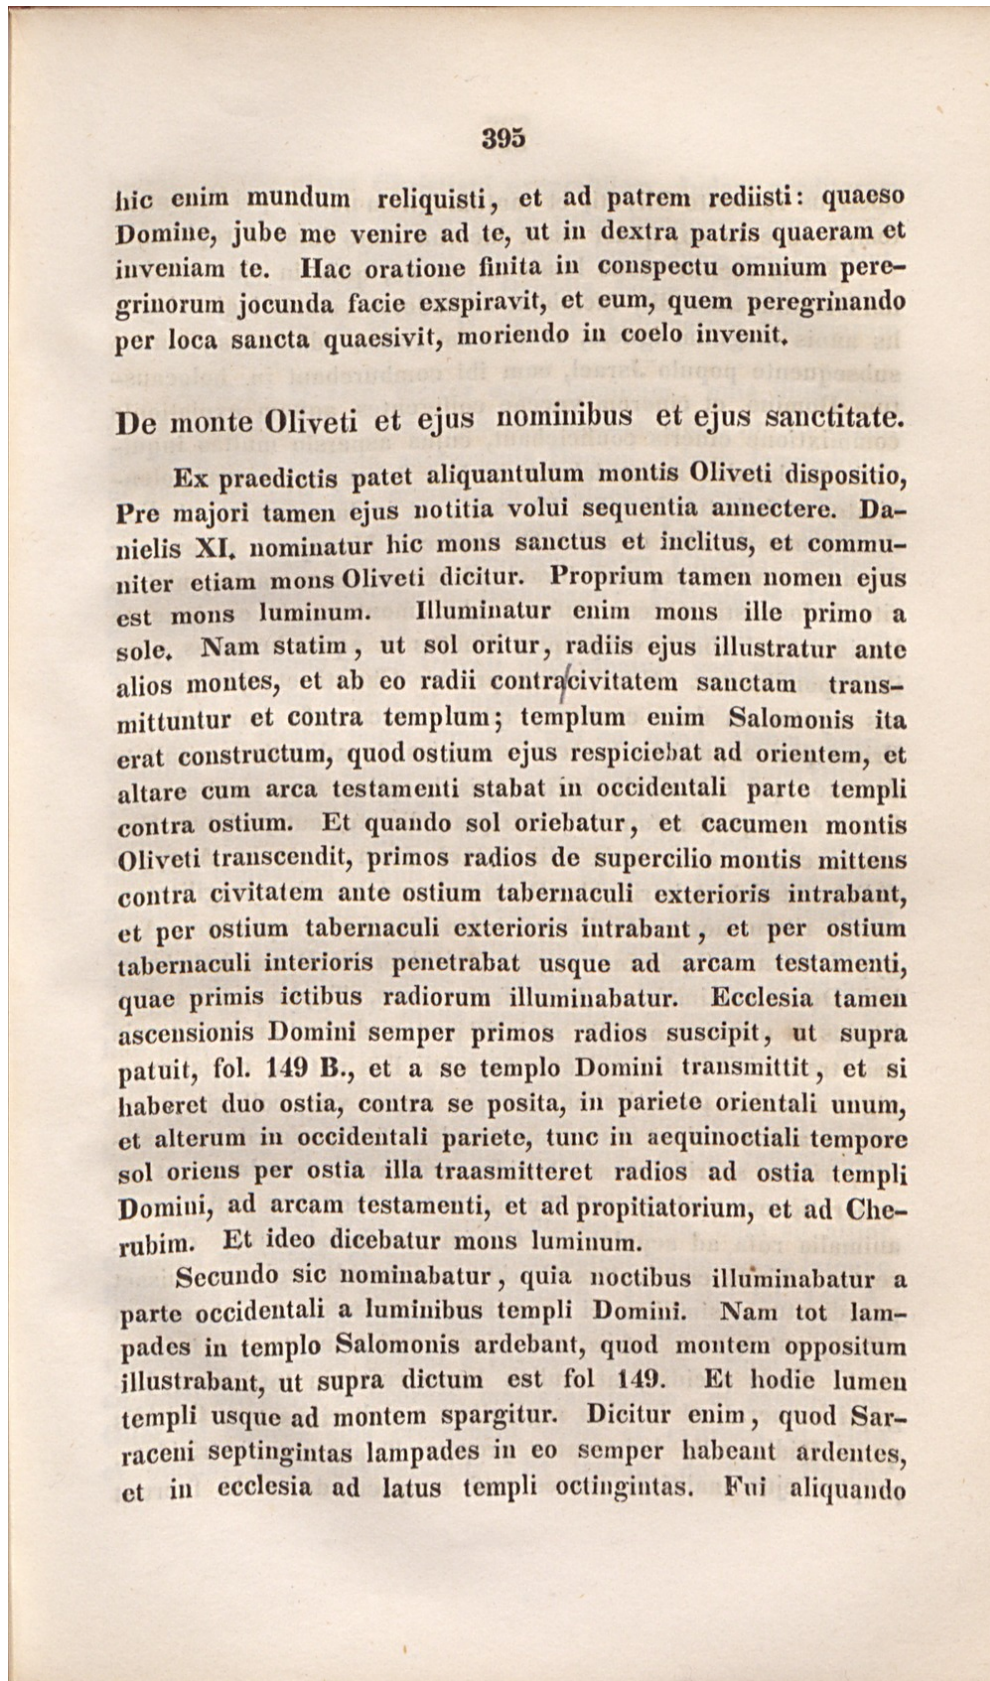 395
hic enim mundum reliquisti, et ad patrem rediisti: quaeso
Domine, jube me venire ad te, ut in dextra patris quaeram et
inveniam te. Hac oratione finita in conspectu omnium pere-
grinorum jocunda facie exspiravit, et eum, quem peregrinando
per loca sancta quaesivit, moriendo in coelo invenit.
De monte Oliveti et ejus nominibus et ejus sanctitate.
Ex praedictis patet aliquantulum montis Oliveti dispositio,
Pre majori tamen ejus notitia volui sequentia annectere. Da-
nielis XI. nominatur hic mons sanctus et inclitus, et commu-
niter etiam mons Oliveti dicitur. Proprium tamen nomen ejus
est mons luminum. Illuminatur enim mons ille primo a
sole. Nam statim, ut sol oritur, radiis ejus illustratur ante
alios montes, et ab eo radii contra civitatem sanctam trans-
mittuntur et contra templum; templum enim Salomonis ita
erat constructum, quod ostium ejus respiciebat ad orientem, et
altare cum arca testamenti stabat in occidentali parte templi
contra ostium. Et quando sol oriebatur, et cacumen montis
Oliveti transcendit, primos radios de supercilio montis mittens
contra civitatem ante ostium tabernaculi exterioris intrabant,
et per ostium tabernaculi exterioris intrabant, et per ostium
tabernaculi interioris penetrabat usque ad arcam testamenti,
quae primis ictibus radiorum illuminabatur. Ecclesia tamen
ascensionis Domini semper primos radios suscipit, ut supra
patuit, fol. 149 B., et a se templo Domini transmittit, et si
haberet duo ostia, contra se posita, in pariete orientali unum,
et alterum in occidentali pariete, tunc in aequinoctiali tempore
sol oriens per ostia illa traasmitteret radios ad ostia templi
Domini, ad arcam testamenti, et ad propitiatorium, et ad Che-
rubim. Et ideo dicebatur mons luminum.
Secundo sic nominabatur, quia noctibus illuminabatur a
parte occidentali a luminibus templi Domini. Nam tot lam-
pades in templo Salomonis ardebant, quod montem oppositum
illustrabant, ut supra dictum est fol 149. Et hodie lumen
templi usque ad montem spargitur. Dicitur enim, quod Sar-
raceni septingintas lampades in eo semper habeant ardentes,
et in ecclesia ad latus templi octingintas. Fui aliquando